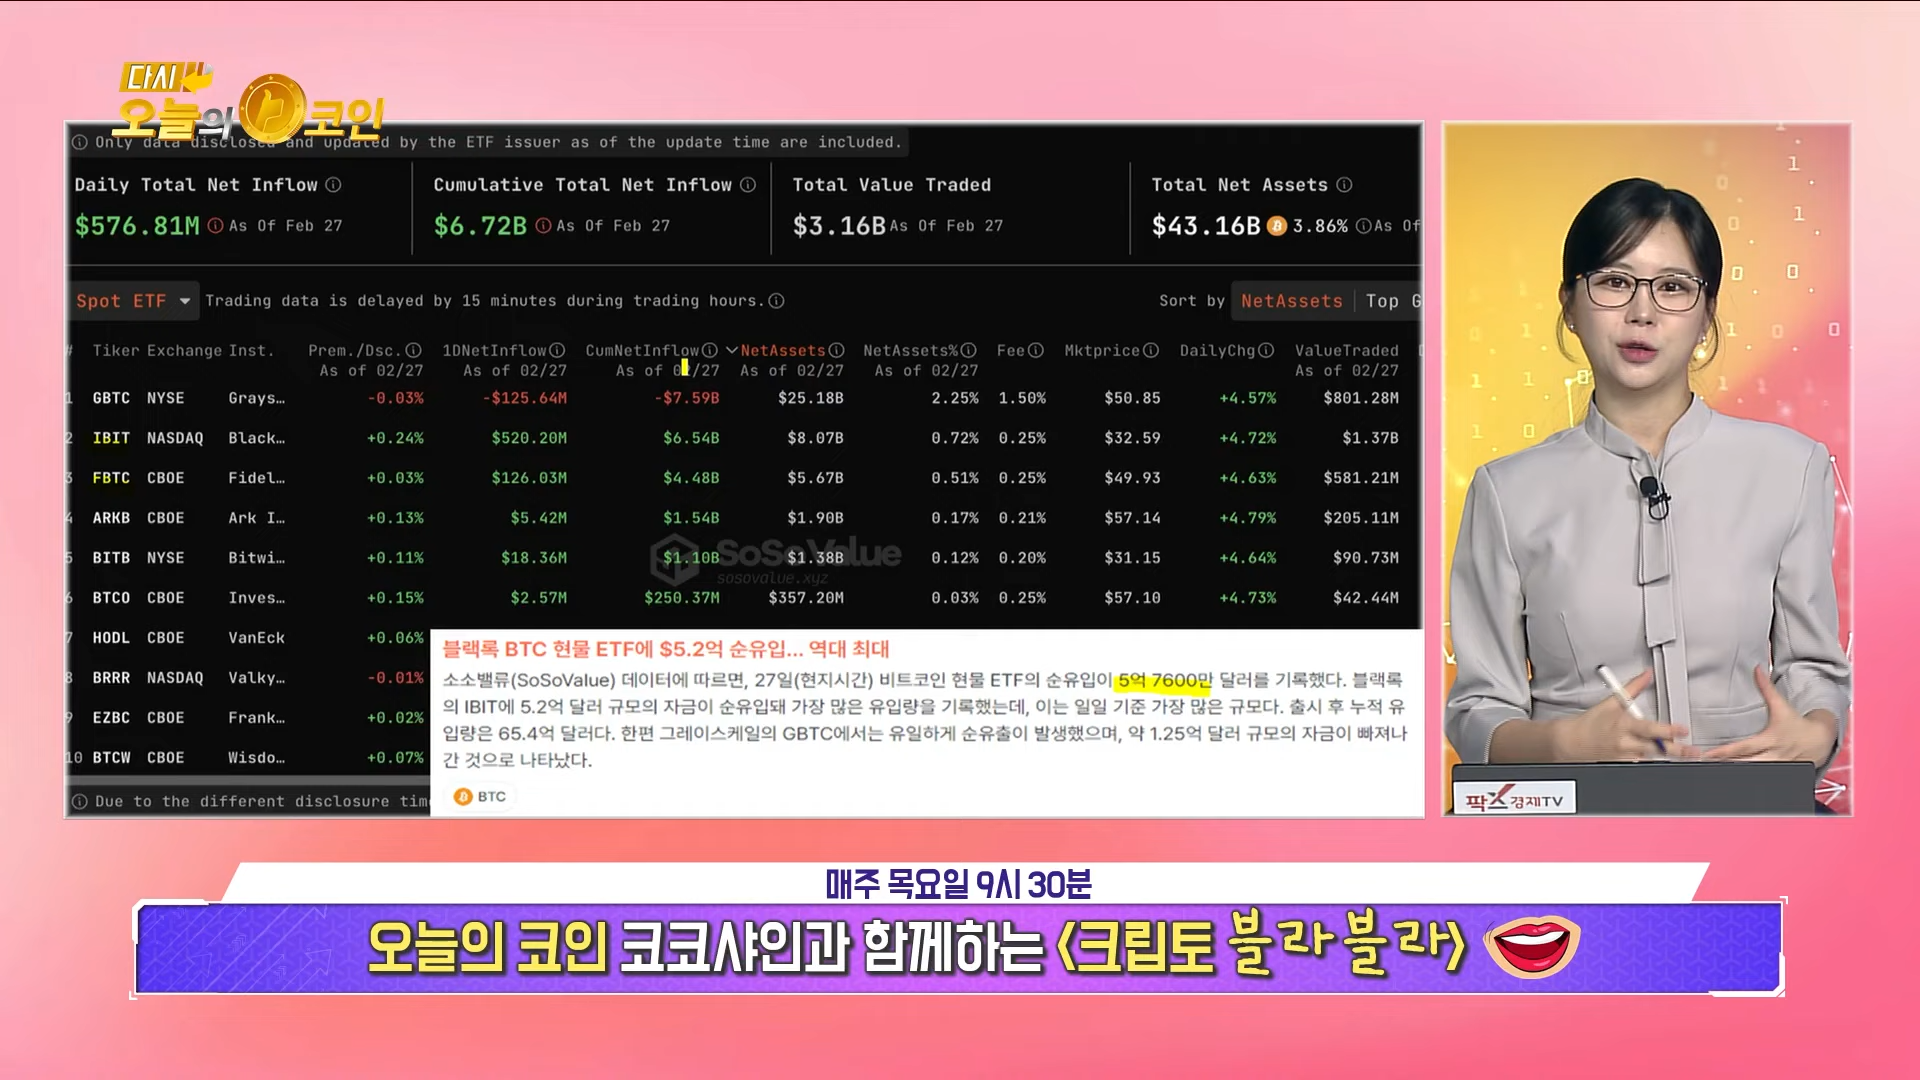 다시
오늘의 코인
Only data disclosed and updated by the ETF issuer as of the update time are included.
Daily Total Net Inflow
$576.81M As Of Feb 27
Cumulative Total Net Inflow
$6.72B As Of Feb 27
Total Value Traded
$3.16B As Of Feb 27
Total Net Assets
$43.16B 3.86% As Of
Spot ETF Trading data is delayed by 15 minutes during trading hours. Sort by NetAssets Top G
# Tiker Exchange Inst. Prem./Dsc. 1DNetInflow CumNetInflow NetAssets NetAssets% Fee Mktprice DailyChg ValueTraded
As of 02/27 As of 02/27 As of 02/27 As of 02/27 As of 02/27 As of 02/27
1 GBTC NYSE Grays… -0.03% -$125.64M -$7.59B $25.18B 2.25% 1.50% $50.85 +4.57% $801.28M
2 IBIT NASDAQ Black… +0.24% $520.20M $6.54B $8.07B 0.72% 0.25% $32.59 +4.72% $1.37B
3 FBTC CBOE Fidel… +0.03% $126.03M $4.48B $5.67B 0.51% 0.25% $49.93 +4.63% $581.21M
4 ARKB CBOE Ark I… +0.13% $5.42M $1.54B $1.90B 0.17% 0.21% $57.14 +4.79% $205.11M
5 BITB NYSE Bitwi… +0.11% $18.36M $1.10B $1.38B 0.12% 0.20% $31.15 +4.64% $90.73M
SoSoValue
sosovalue.xyz
6 BTCO CBOE Inves… +0.15% $2.57M $250.37M $357.20M 0.03% 0.25% $57.10 +4.73% $42.44M
7 HODL CBOE VanEck +0.06%
8 BRRR NASDAQ Valky… -0.01%
9 EZBC CBOE Frank… +0.02%
10 BTCW CBOE Wisdo… +0.07%
Due to the different disclosure tim
블랙록 BTC 현물 ETF에 $5.2억 순유입... 역대 최대
소소밸류(SoSoValue) 데이터에 따르면, 27일(현지시간) 비트코인 현물 ETF의 순유입이 5억 7600만 달러를 기록했다. 블랙록
의 IBIT에 5.2억 달러 규모의 자금이 순유입돼 가장 많은 유입량을 기록했는데, 이는 일일 기준 가장 많은 규모다. 출시 후 누적 유
입량은 65.4억 달러다. 한편 그레이스케일의 GBTC에서는 유일하게 순유출이 발생했으며, 약 1.25억 달러 규모의 자금이 빠져나
간 것으로 나타났다.
BTC
팍스경제TV
매주 목요일 9시 30분
오늘의 코인 코코샤인과 함께하는 <크립토 블라블라>